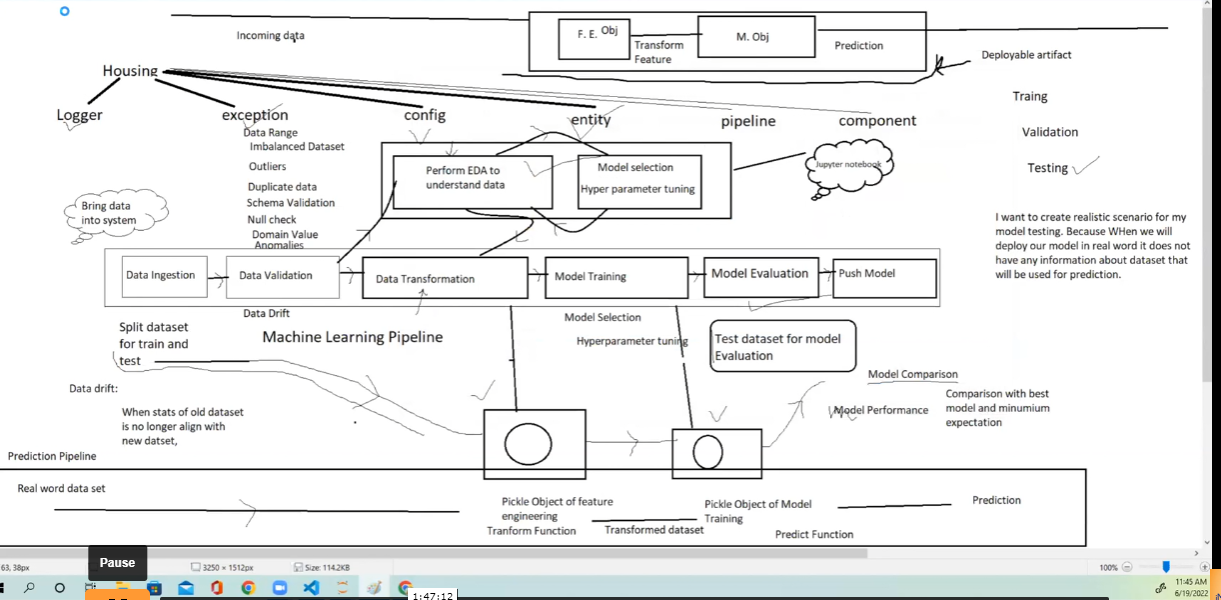 Incoming data
F. E. Obj
Transform
Feature
M. Obj
Prediction
Deployable artifact
Housing
Logger
exception
config
entity
pipeline
component
Traing
Validation
Testing
Data Range
Imbalanced Dataset
Outliers
Duplicate data
Schema Validation
Null check
Domain Value
Anomalies
Perform EDA to
understand data
Model selection
Hyper parameter tuning
Jupyter notebook
Bring data
into system
I want to create realistic scenario for my
model testing. Because WHen we will
deploy our model in real word it does not
have any information about dataset that
will be used for prediction.
Data Ingestion
Data Validation
Data Transformation
Model Training
Model Evaluation
Push Model
Data Drift
Machine Learning Pipeline
Model Selection
Hyperparameter tuning
Test dataset for model
Evaluation
Split dataset
for train and
test
Data drift:
When stats of old dataset
is no longer align with
new datset,
Model Comparison
Model Performance
Comparison with best
model and minumium
expectation
Prediction Pipeline
Real word data set
Pickle Object of feature
engineering
Tranform Function
Transformed dataset
Pickle Object of Model
Training
Predict Function
Prediction
63, 38px
3250 × 1512px
Size: 114.2KB
100%
Pause
1:47:12
11:45 AM
6/19/2022